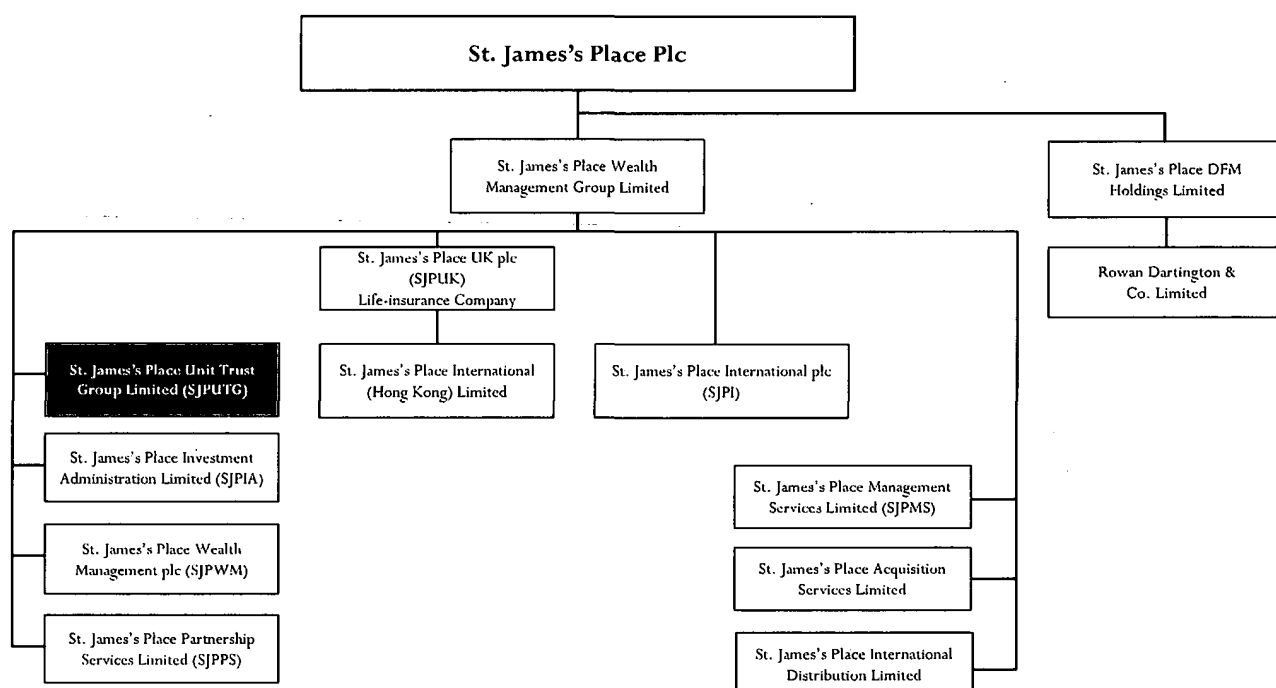 St. James's Place Plc
St. James's Place Wealth
Management Group Limited
St. James's Place DFM
Holdings Limited
St. James's Place UK plc
(SJPUK)
Life-insurance Company
Rowan Dartington &
Co. Limited
St. James's Place Unit Trust
Group Limited (SJPUTG)
St. James's Place International
(Hong Kong) Limited
St. James's Place International plc
(SJPI)
St. James's Place Investment
Administration Limited (SJPIA)
St. James's Place Management
Services Limited (SJPMS)
St. James's Place Wealth
Management plc (SJPWM)
St. James's Place Acquisition
Services Limited
St. James's Place Partnership
Services Limited (SJPPS)
St. James's Place International
Distribution Limited